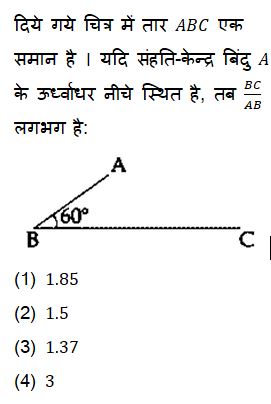 दिये गये चित्र में तार ABC एक
समान है । यदि संहति-केन्द्र बिंदु A
के ऊर्ध्वाधर नीचे स्थित है, तब BC/AB
लगभग है:
A
60°
B C
(1) 1.85
(2) 1.5
(3) 1.37
(4) 3